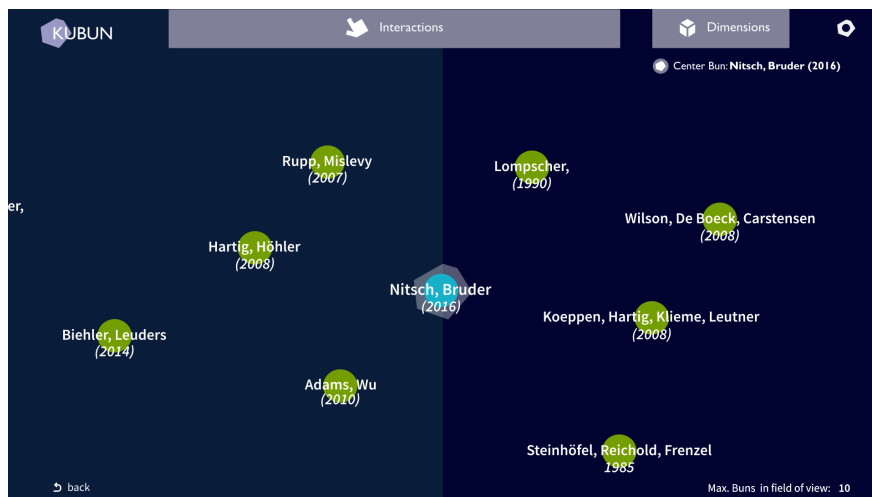 KUBUN
Interactions
Dimensions
Center Bun: Nitsch, Bruder (2016)
Rupp, Mislevy
(2007)
Lompscher,
(1990)
er,
Wilson, De Boeck, Carstensen
(2008)
Hartig, Höhler
(2008)
Nitsch, Bruder
(2016)
Koeppen, Hartig, Klieme, Leutner
(2008)
Biehler, Leuders
(2014)
Adams, Wu
(2010)
Steinhöfel, Reichold, Frenzel
1985
back
Max. Buns in field of view: 10